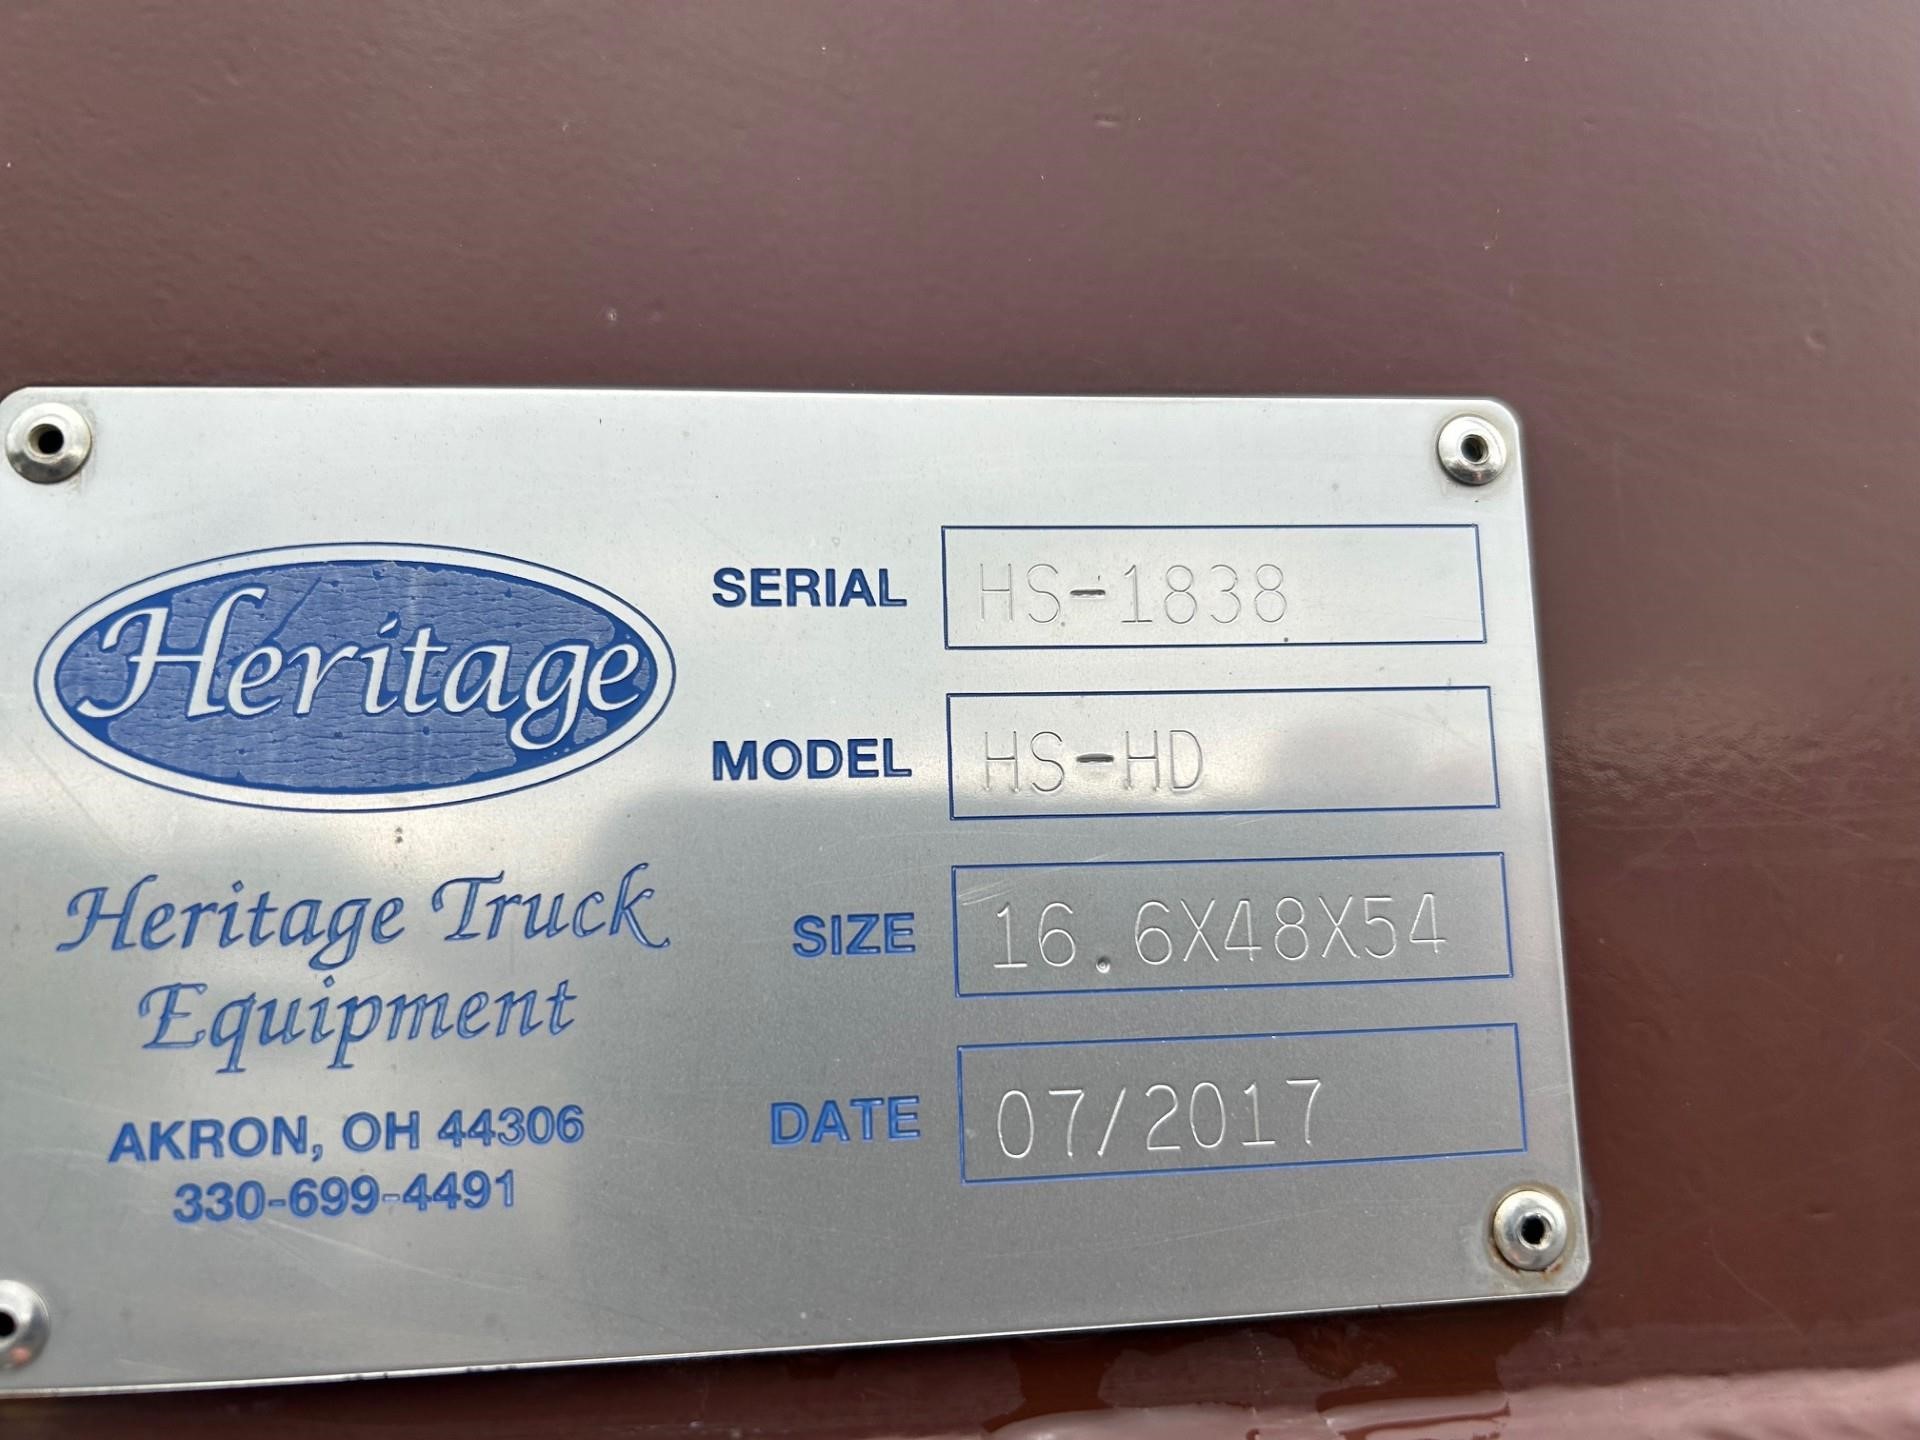 Heritage
Heritage Truck
Equipment
AKRON, OH 44306
330-699-4491
SERIAL HS-1838
MODEL HS-HD
SIZE 16.6X48X54
DATE 07/2017